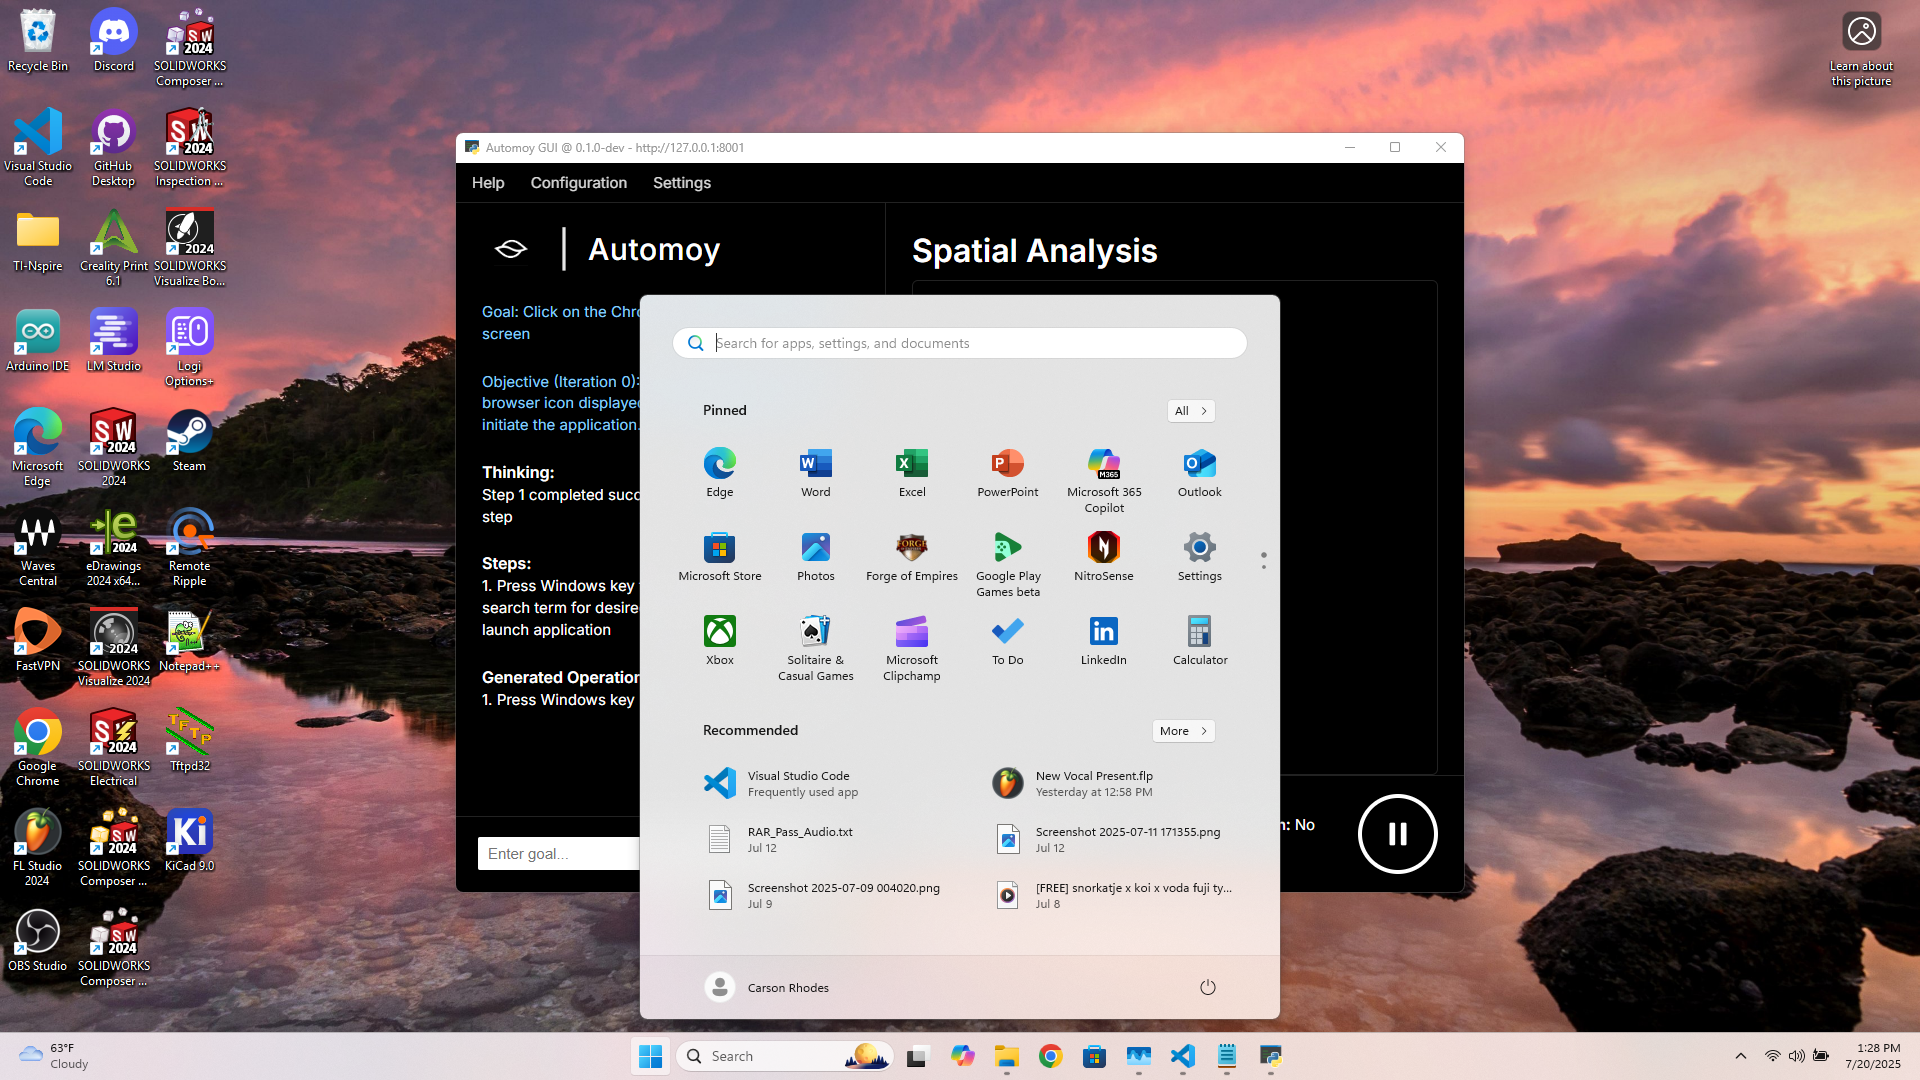 Recycle Bin
Discord
SOLIDWORKS
Composer ...
Visual Studio
Code
GitHub
Desktop
SOLIDWORKS
Inspection ...
TI-Nspire
Creality Print
6.1
SOLIDWORKS
Visualize Bo...
Arduino IDE
LM Studio
Logi
Options+
Microsoft
Edge
SOLIDWORKS
2024
Steam
Waves
Central
eDrawings
2024 x64...
Remote
Ripple
FastVPN
SOLIDWORKS
Visualize 2024
Notepad++
Google
Chrome
SOLIDWORKS
Electrical
Tftpd32
FL Studio
2024
SOLIDWORKS
Composer ...
KiCad 9.0
OBS Studio
SOLIDWORKS
Composer ...
Learn about
this picture
Automoy GUI @ 0.1.0-dev - http://127.0.0.1:8001
Help Configuration Settings
Automoy
Spatial Analysis
Goal: Click on the Chro
screen
Objective (Iteration 0):
browser icon displayed
initiate the application.
Thinking:
Step 1 completed succ
step
Steps:
1. Press Windows key
search term for desire
launch application
Generated Operation
1. Press Windows key
Enter goal...
n: No
Search for apps, settings, and documents
Pinned
All
Edge
Word
Excel
PowerPoint
M365
Microsoft 365
Copilot
Outlook
Microsoft Store
Photos
Forge of Empires
Google Play
Games beta
NitroSense
Settings
Xbox
Solitaire &
Casual Games
Microsoft
Clipchamp
To Do
LinkedIn
Calculator
Recommended
More
Visual Studio Code
Frequently used app
New Vocal Present.flp
Yesterday at 12:58 PM
RAR_Pass_Audio.txt
Jul 12
Screenshot 2025-07-11 171355.png
Jul 12
Screenshot 2025-07-09 004020.png
Jul 9
[FREE] snorkatje x koi x voda fuji ty...
Jul 8
Carson Rhodes
63°F
Cloudy
Search
1:28 PM
7/20/2025